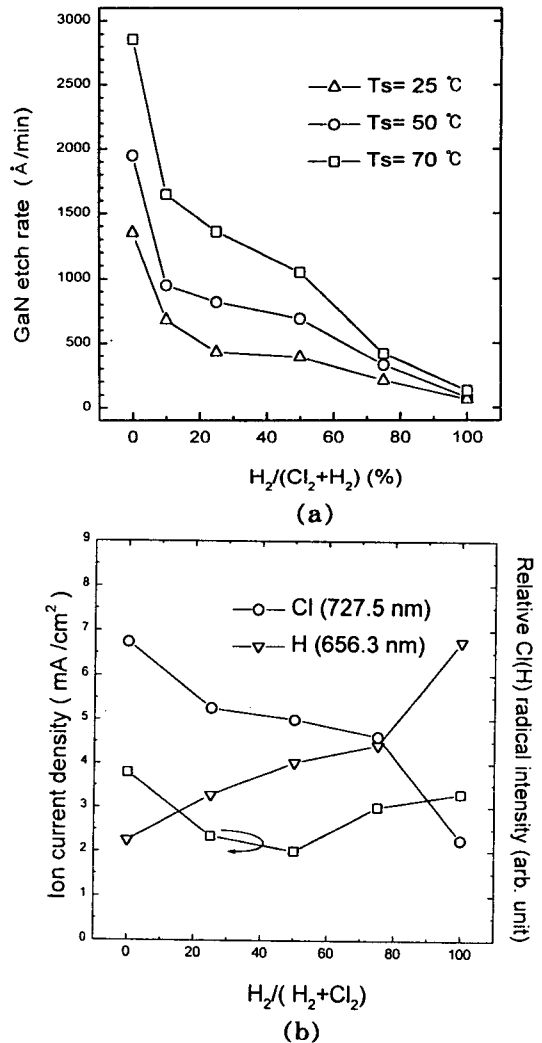 3000
2500
2000
1500
1000
500
0
GaN etch rate (Å/min)
Ts= 25 ℃
Ts= 50 ℃
Ts= 70 ℃
0 20 40 60 80 100
H₂/(Cl₂+H₂) (%)
(a)
9
8
7
6
5
4
3
2
1
0
Ion current density ( mA /cm²)
Cl (727.5 nm)
H (656.3 nm)
Relative Cl(H) radical intensity (arb. unit)
0 20 40 60 80 100
H₂/( H₂+Cl₂)
(b)